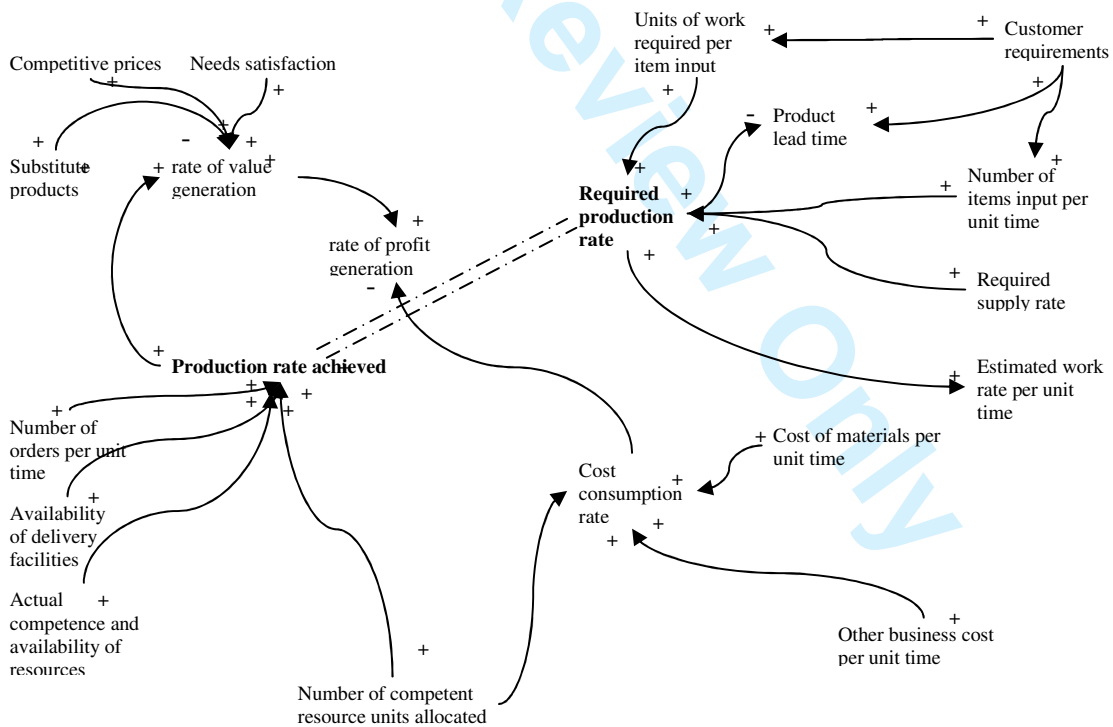 Units of work
required per
item input
Customer
requirements
Competitive prices
Needs satisfaction
Product
lead time
Substitute
products
rate of value
generation
Number of
items input per
unit time
Required
production
rate
rate of profit
generation
Required
supply rate
Production rate achieved
Estimated work
rate per unit
time
Number of
orders per unit
time
Cost of materials per
unit time
Cost
consumption
rate
Availability
of delivery
facilities
Actual
competence and
availability of
resources
Other business cost
per unit time
Number of competent
resource units allocated
Review Only